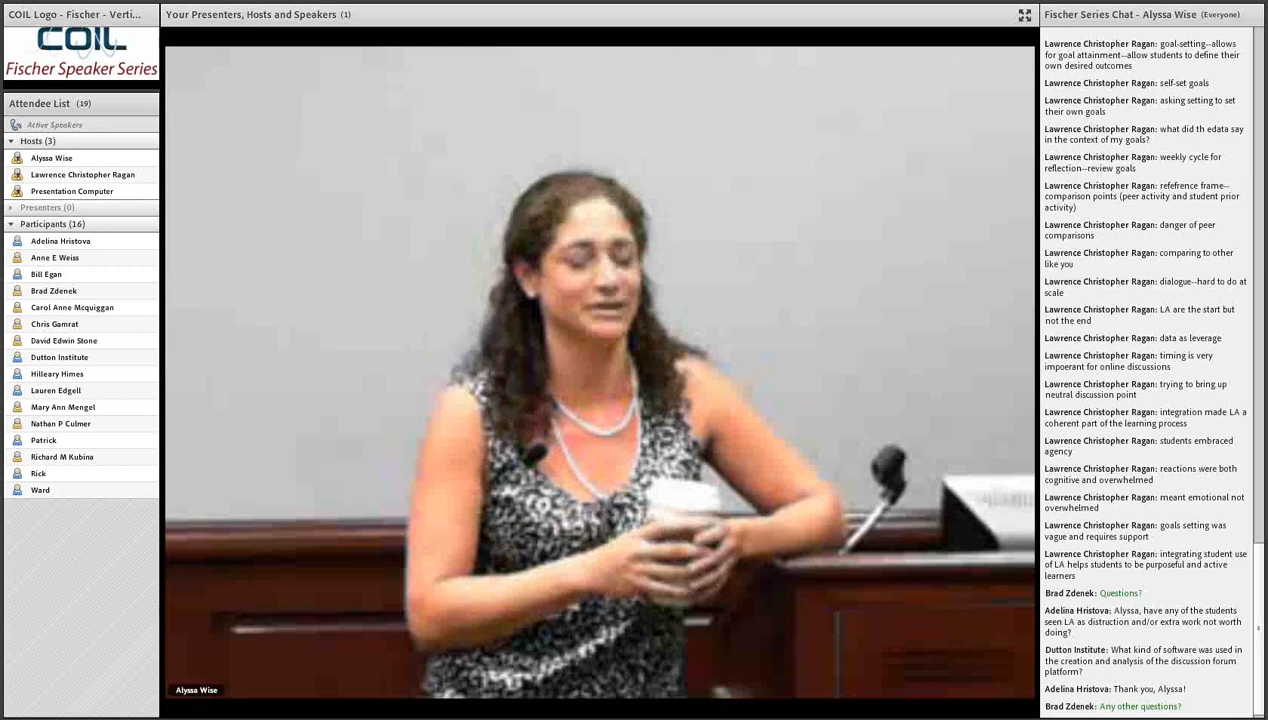 COIL Logo - Fischer - Verti...
COIL
Fischer Speaker Series
Attendee List (19)
Active Speakers
Hosts (3)
Alyssa Wise
Lawrence Christopher Ragan
Presentation Computer
Presenters (0)
Participants (16)
Adelina Hristova
Anne E Weiss
Bill Egan
Brad Zdenek
Carol Anne Mcquiggan
Chris Gamrat
David Edwin Stone
Dutton Institute
Hilleary Himes
Lauren Edgell
Mary Ann Mengel
Nathan P Culmer
Patrick
Richard M Kubina
Rick
Ward
Your Presenters, Hosts and Speakers (1)
Alyssa Wise
Fischer Series Chat - Alyssa Wise (Everyone)
Lawrence Christopher Ragan: goal-setting--allows
for goal attainment--allow students to define their
own desired outcomes
Lawrence Christopher Ragan: self-set goals
Lawrence Christopher Ragan: asking setting to set
their own goals
Lawrence Christopher Ragan: what did th edata say
in the context of my goals?
Lawrence Christopher Ragan: weekly cycle for
reflection--review goals
Lawrence Christopher Ragan: refefrence frame--
comparison points (peer activity and student prior
activity)
Lawrence Christopher Ragan: danger of peer
comparisons
Lawrence Christopher Ragan: comparing to other
like you
Lawrence Christopher Ragan: dialogue--hard to do at
scale
Lawrence Christopher Ragan: LA are the start but
not the end
Lawrence Christopher Ragan: data as leverage
Lawrence Christopher Ragan: timing is very
impoerant for online discussions
Lawrence Christopher Ragan: trying to bring up
neutral discussion point
Lawrence Christopher Ragan: integration made LA a
coherent part of the learning process
Lawrence Christopher Ragan: students embraced
agency
Lawrence Christopher Ragan: reactions were both
cognitive and overwhelmed
Lawrence Christopher Ragan: meant emotional not
overwhelmed
Lawrence Christopher Ragan: goals setting was
vague and requires support
Lawrence Christopher Ragan: integrating student use
of LA helps students to be purposeful and active
learners
Brad Zdenek: Questions?
Adelina Hristova: Alyssa, have any of the students
seen LA as distruction and/or extra work not worth
doing?
Dutton Institute: What kind of software was used in
the creation and analysis of the discussion forum
platform?
Adelina Hristova: Thank you, Alyssa!
Brad Zdenek: Any other questions?